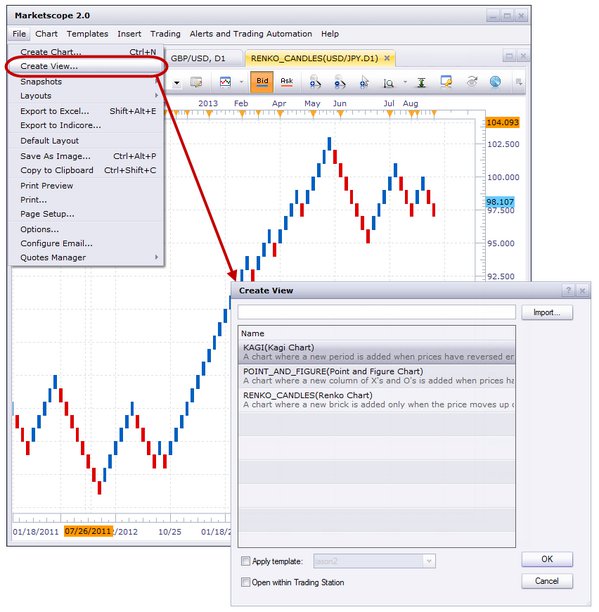 Marketscope 2.0
File Chart Templates Insert Trading Alerts and Trading Automation Help
Create Chart... Ctrl+N
Create View...
Snapshots
Layouts
Export to Excel... Shift+Alt+E
Export to Indicore...
Default Layout
Save As Image... Ctrl+Alt+P
Copy to Clipboard Ctrl+Shift+C
Print Preview
Print...
Page Setup...
Options...
Configure Email...
Quotes Manager
GBP/USD, D1 RENKO_CANDLES(USD/JPY.D1)
Bid Ask
2013 Feb Apr May Jun Jul Aug
104.093
102.500
100.000
98.107
97.500
95.000
92.500
01/18/2011 07/26/2011 /2012 10/25 01/18/2
Create View
Import...
Name
KAGI(Kagi Chart)
A chart where a new period is added when prices have reversed
POINT_AND_FIGURE(Point and Figure Chart)
A chart where a new column of X's and O's is added when prices
RENKO_CANDLES(Renko Chart)
A chart where a new brick is added only when the price moves up
Apply template: Jason2
OK
Open within Trading Station
Cancel